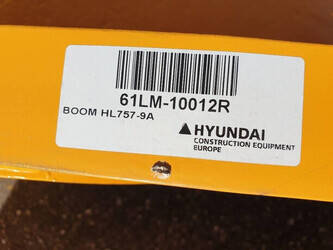 61LM-10012R
BOOM HL757-9A
HYUNDAI
CONSTRUCTION EQUIPMENT
EUROPE